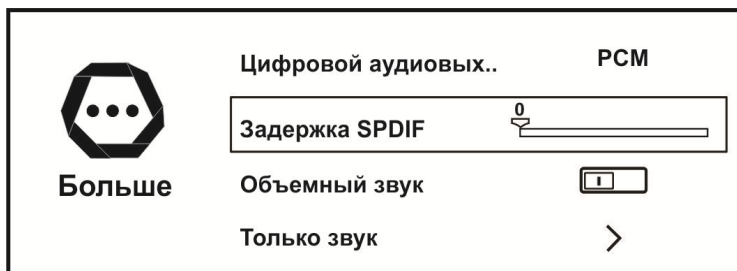 Цифровой аудиовых.. PCM
Задержка SPDIF 0
Больше
Объемный звук
Только звук